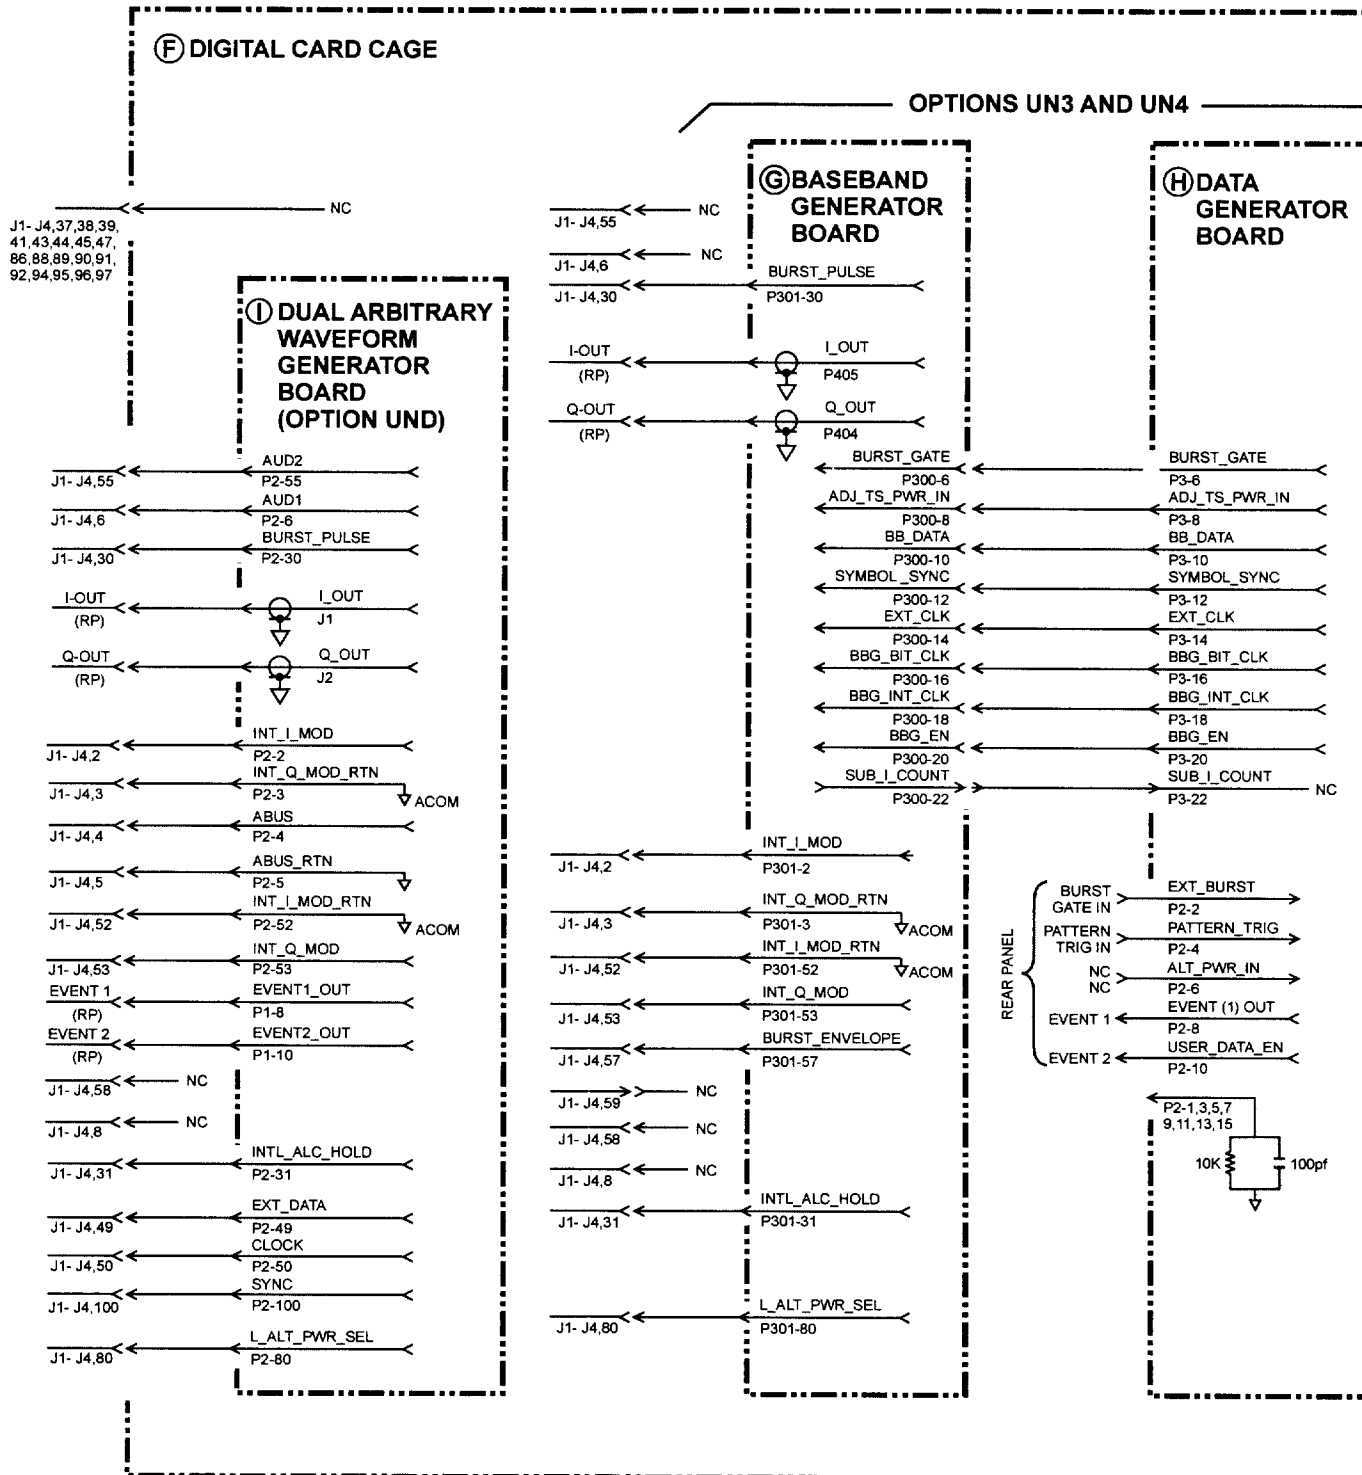 F DIGITAL CARD CAGE
OPTIONS UN3 AND UN4
NC
J1- J4,37,38,39,
41,43,44,45,47,
86,88,89,90,91,
92,94,95,96,97
I DUAL ARBITRARY
WAVEFORM
GENERATOR
BOARD
(OPTION UND)
AUD2
J1- J4,55
P2-55
AUD1
J1- J4,6
P2-6
BURST_PULSE
J1- J4,30
P2-30
I-OUT
(RP)
I_OUT
J1
Q-OUT
(RP)
Q_OUT
J2
INT_I_MOD
J1- J4,2
P2-2
INT_Q_MOD_RTN
J1- J4,3
P2-3
ACOM
ABUS
J1- J4,4
P2-4
ABUS_RTN
J1- J4,5
P2-5
INT_I_MOD_RTN
J1- J4,52
P2-52
ACOM
INT_Q_MOD
J1- J4,53
P2-53
EVENT 1
(RP)
EVENT1_OUT
P1-8
EVENT 2
(RP)
EVENT2_OUT
P1-10
J1- J4,58
NC
J1- J4,8
NC
INTL_ALC_HOLD
J1- J4,31
P2-31
EXT_DATA
J1- J4,49
P2-49
CLOCK
J1- J4,50
P2-50
SYNC
J1- J4,100
P2-100
L_ALT_PWR_SEL
J1- J4,80
P2-80
G BASEBAND
GENERATOR
BOARD
NC
J1- J4,55
NC
J1- J4,6
BURST_PULSE
J1- J4,30
P301-30
I-OUT
(RP)
I_OUT
P405
Q-OUT
(RP)
Q_OUT
P404
BURST_GATE
P300-6
ADJ_TS_PWR_IN
P300-8
BB_DATA
P300-10
SYMBOL_SYNC
P300-12
EXT_CLK
P300-14
BBG_BIT_CLK
P300-16
BBG_INT_CLK
P300-18
BBG_EN
P300-20
SUB_I_COUNT
P300-22
INT_I_MOD
J1- J4,2
P301-2
INT_Q_MOD_RTN
J1- J4,3
P301-3
ACOM
INT_I_MOD_RTN
J1- J4,52
P301-52
ACOM
INT_Q_MOD
J1- J4,53
P301-53
BURST_ENVELOPE
J1- J4,57
P301-57
NC
J1- J4,59
NC
J1- J4,58
NC
J1- J4,8
INTL_ALC_HOLD
J1- J4,31
P301-31
L_ALT_PWR_SEL
J1- J4,80
P301-80
H DATA
GENERATOR
BOARD
BURST_GATE
P3-6
ADJ_TS_PWR_IN
P3-8
BB_DATA
P3-10
SYMBOL_SYNC
P3-12
EXT_CLK
P3-14
BBG_BIT_CLK
P3-16
BBG_INT_CLK
P3-18
BBG_EN
P3-20
SUB_I_COUNT
P3-22
NC
REAR PANEL
BURST
GATE IN
EXT_BURST
P2-2
PATTERN
TRIG IN
PATTERN_TRIG
P2-4
NC
NC
ALT_PWR_IN
P2-6
EVENT 1
EVENT (1) OUT
P2-8
EVENT 2
USER_DATA_EN
P2-10
P2-1,3,5,7
9,11,13,15
10K
100pf